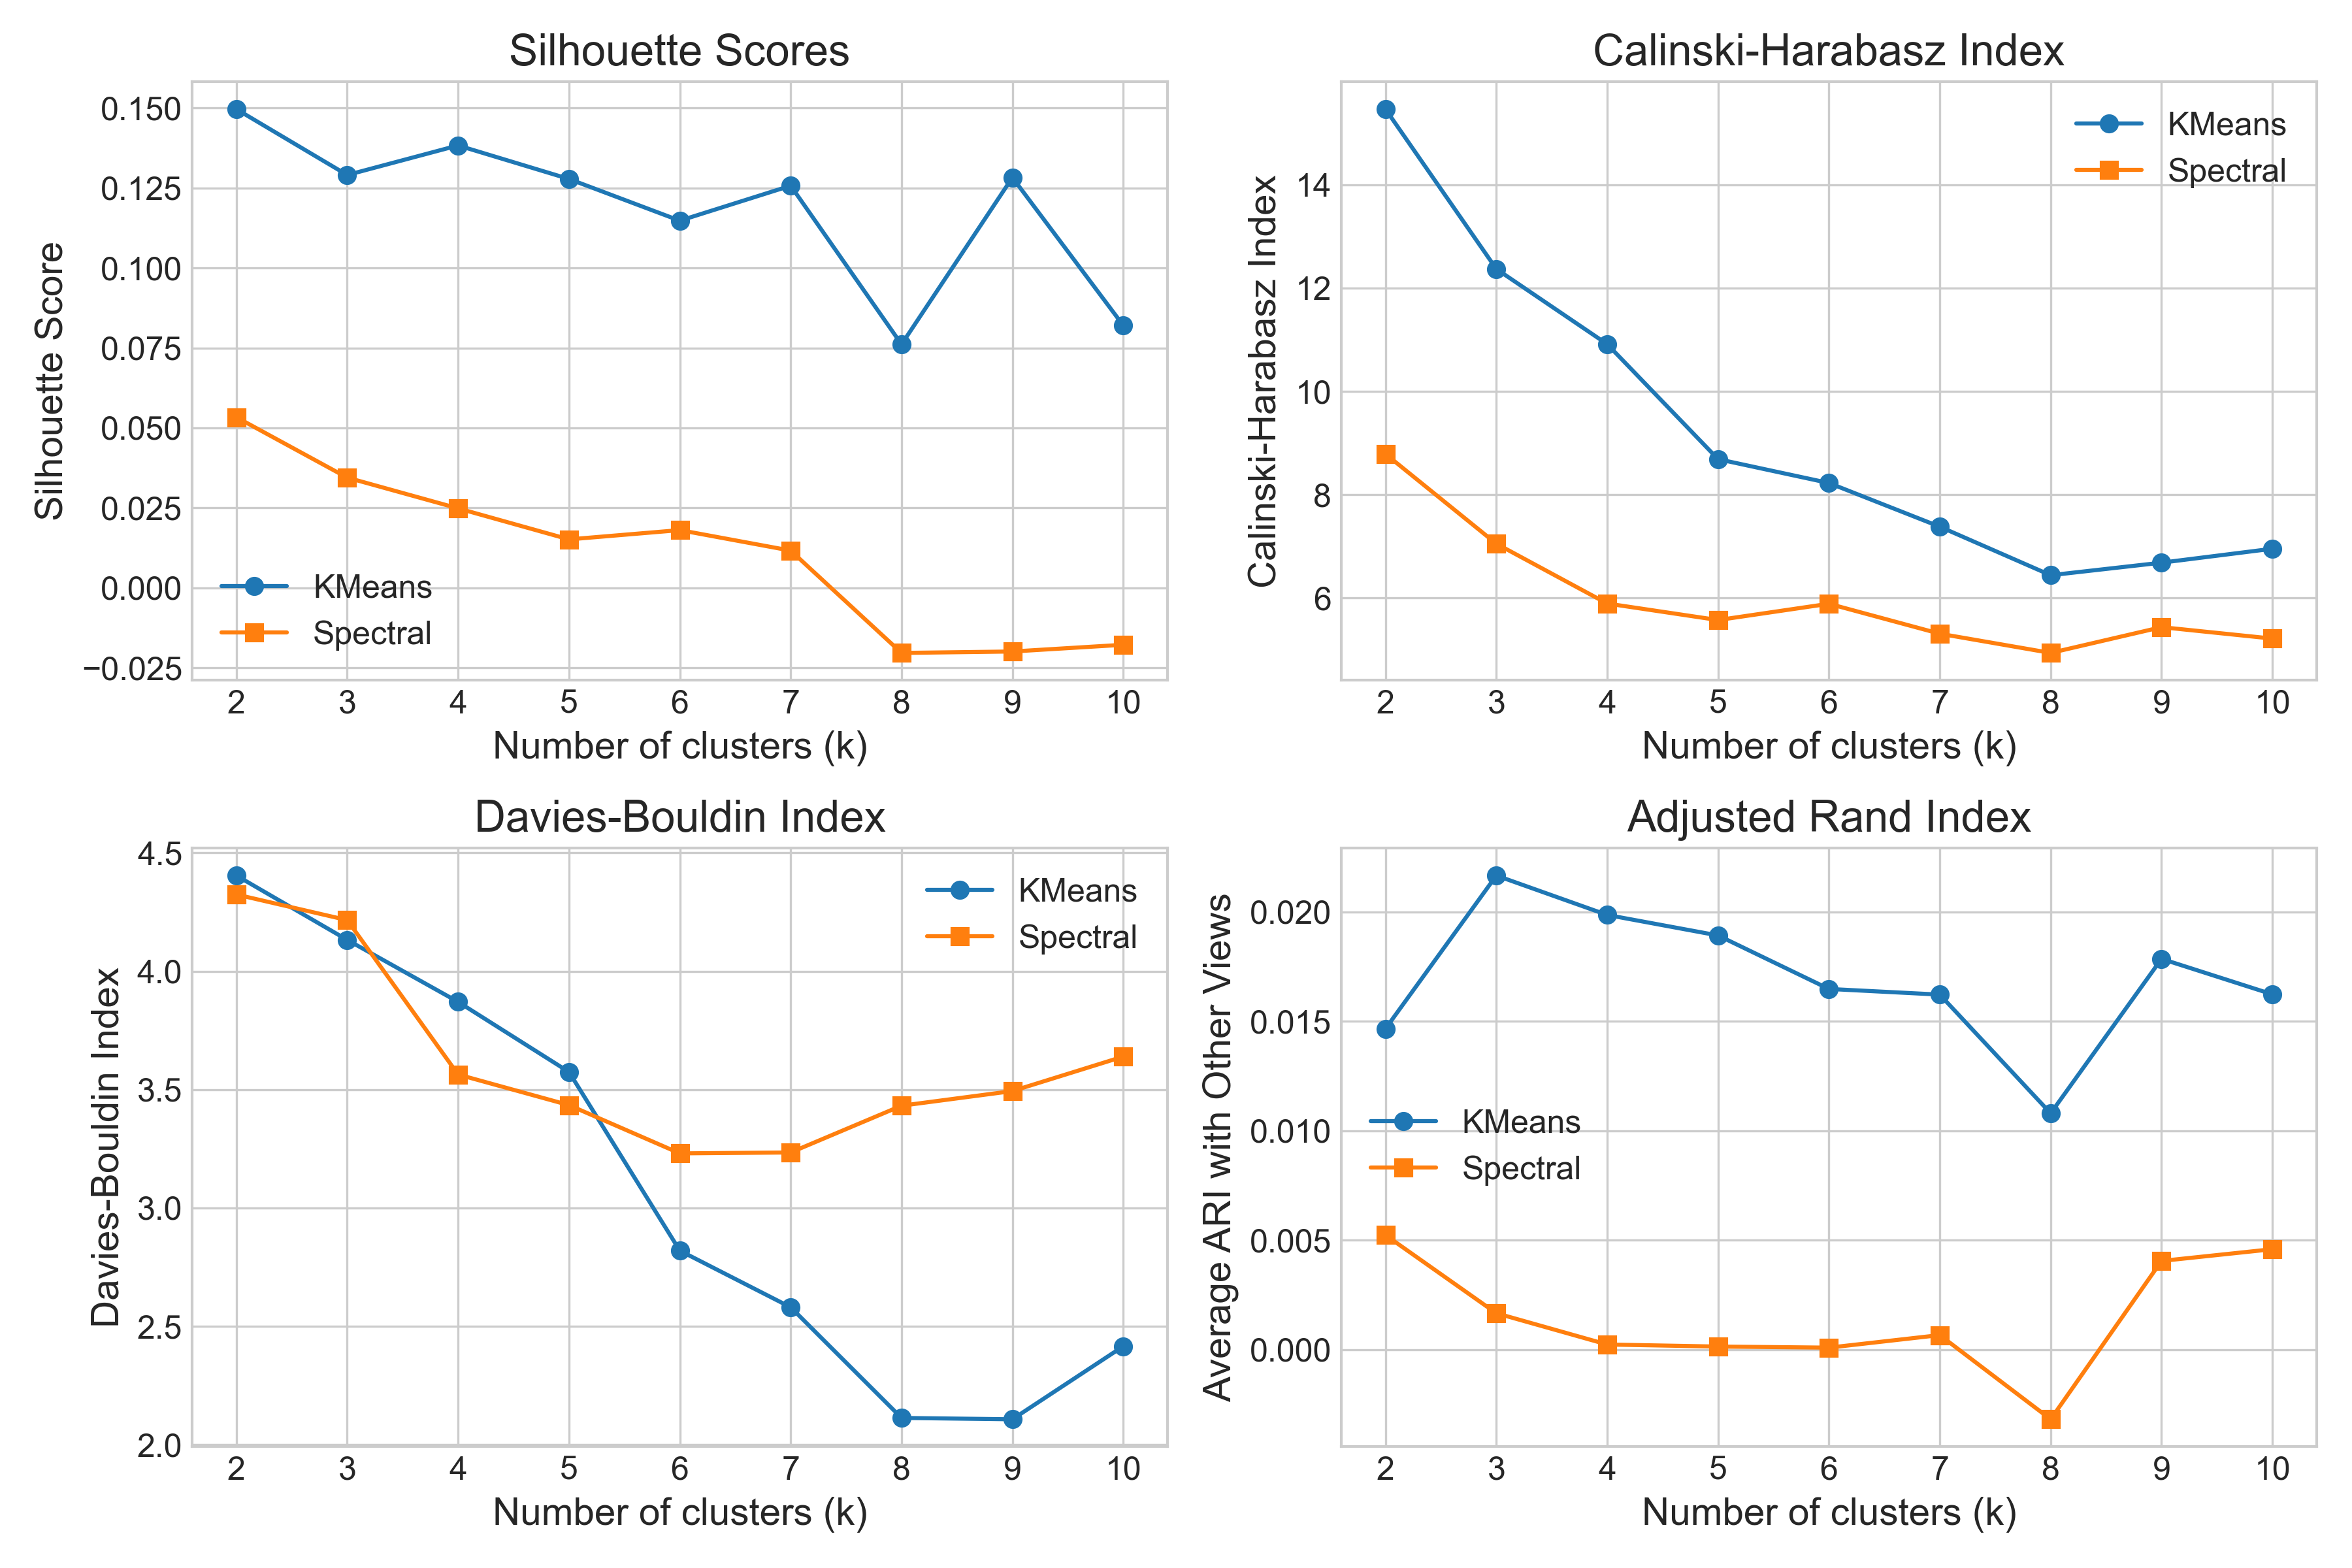 Silhouette Scores
Silhouette Score
0.150
0.125
0.100
0.075
0.050
0.025
0.000
−0.025
KMeans
Spectral
2 3 4 5 6 7 8 9 10
Number of clusters (k)
Calinski-Harabasz Index
Calinski-Harabasz Index
14
12
10
8
6
KMeans
Spectral
2 3 4 5 6 7 8 9 10
Number of clusters (k)
Davies-Bouldin Index
Davies-Bouldin Index
4.5
4.0
3.5
3.0
2.5
2.0
KMeans
Spectral
2 3 4 5 6 7 8 9 10
Number of clusters (k)
Adjusted Rand Index
Average ARI with Other Views
0.020
0.015
0.010
0.005
0.000
KMeans
Spectral
2 3 4 5 6 7 8 9 10
Number of clusters (k)